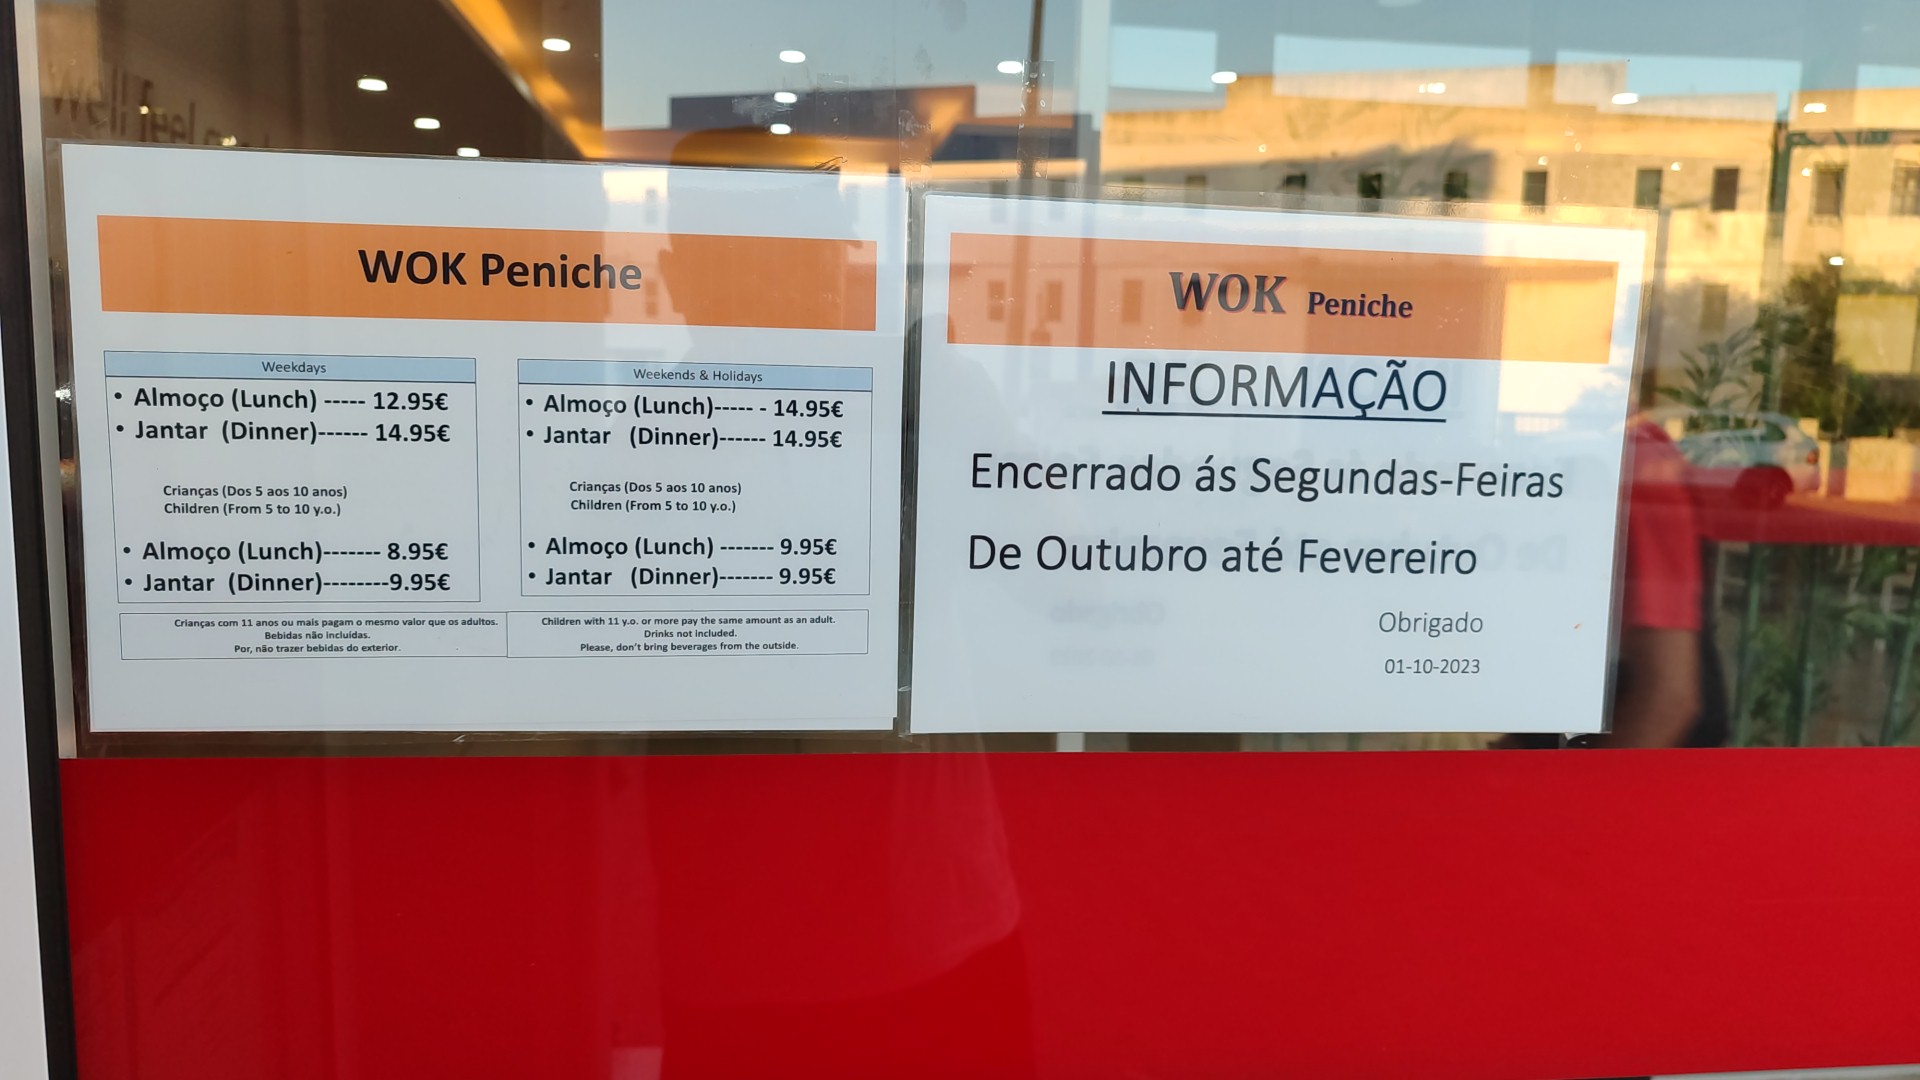 well feel
WOK Peniche
Weekdays
• Almoço (Lunch) ----- 12.95€
• Jantar (Dinner)------ 14.95€
Crianças (Dos 5 aos 10 anos)
Children (From 5 to 10 y.o.)
• Almoço (Lunch)------- 8.95€
• Jantar (Dinner)--------9.95€
Weekends & Holidays
• Almoço (Lunch)----- - 14.95€
• Jantar (Dinner)------ 14.95€
Crianças (Dos 5 aos 10 anos)
Children (From 5 to 10 y.o.)
• Almoço (Lunch) ------- 9.95€
• Jantar (Dinner)------- 9.95€
Crianças com 11 anos ou mais pagam o mesmo valor que os adultos.
Bebidas não incluídas.
Por, não trazer bebidas do exterior.
Children with 11 y.o. or more pay the same amount as an adult.
Drinks not included.
Please, don't bring beverages from the outside.
WOK Peniche
INFORMAÇÃO
Encerrado ás Segundas-Feiras
De Outubro até Fevereiro
Obrigado
01-10-2023